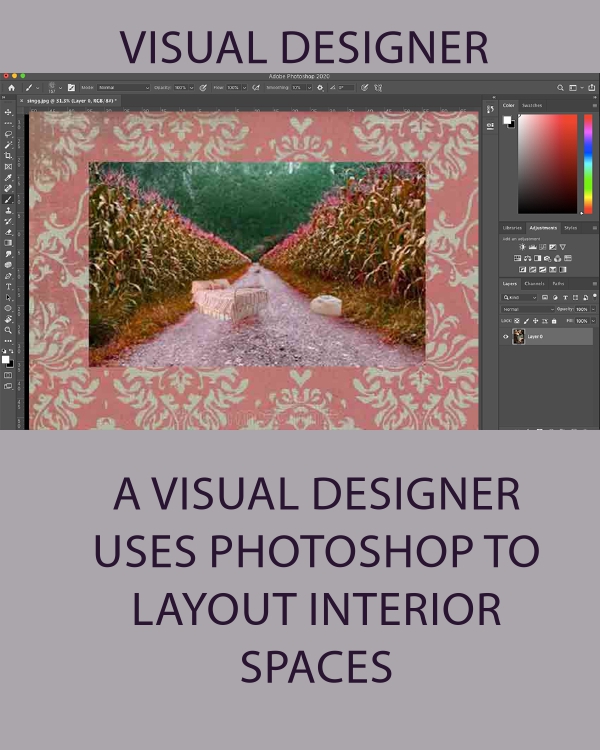 VISUAL DESIGNER
Adobe Photoshop 2020
Mode: Normal Opacity: 100% Flow: 100% Smoothing: 10% 0°
Color Swatches
Libraries Adjustments Styles
Add an adjustment
Layers Channels Paths
Kind
Normal Opacity: 100%
Lock: Fill: 100%
Layer 0
A VISUAL DESIGNER
USES PHOTOSHOP TO
LAYOUT INTERIOR
SPACES